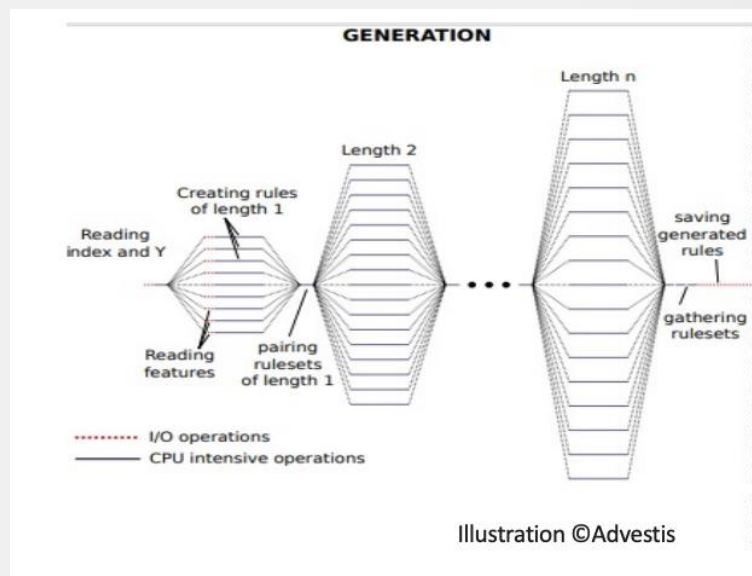 GENERATION
Length n
Length 2
Creating rules
of length 1
Reading
index and Y
saving
generated
rules
gathering
rulesets
Reading
features
pairing
rulesets
of length 1
I/O operations
CPU intensive operations
Illustration ©Advestis